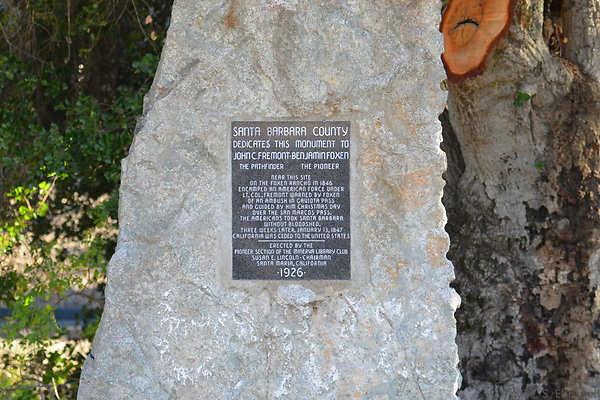 SANTA BARBARA COUNTY
DEDICATES THIS MONUMENT TO
JOHN C. FREMONT-BENJAMIN FOXEN
THE PATHFINDER THE PIONEER
NEAR THIS SITE
ON THE FOXEN RANCHO IN 1846
ENCAMPED AN AMERICAN FORCE UNDER
LT. COL. FREMONT WARNED BY FOXEN
OF AN AMBUSH IN GAVIOTA PASS
AND GUIDED BY HIM CHRISTMAS DAY
OVER THE SAN MARCOS PASS.
THE AMERICANS TOOK SANTA BARBARA
WITHOUT BLOODSHED.
THREE WEEKS LATER, JANUARY 13, 1847
CALIFORNIA WAS CEDED TO THE UNITED STATES
ERECTED BY THE
PIONEER SECTION OF THE MINERVA LIBRARY CLUB
SUSAN E. LINCOLN - CHAIRMAN
SANTA MARIA, CALIFORNIA
·1926·